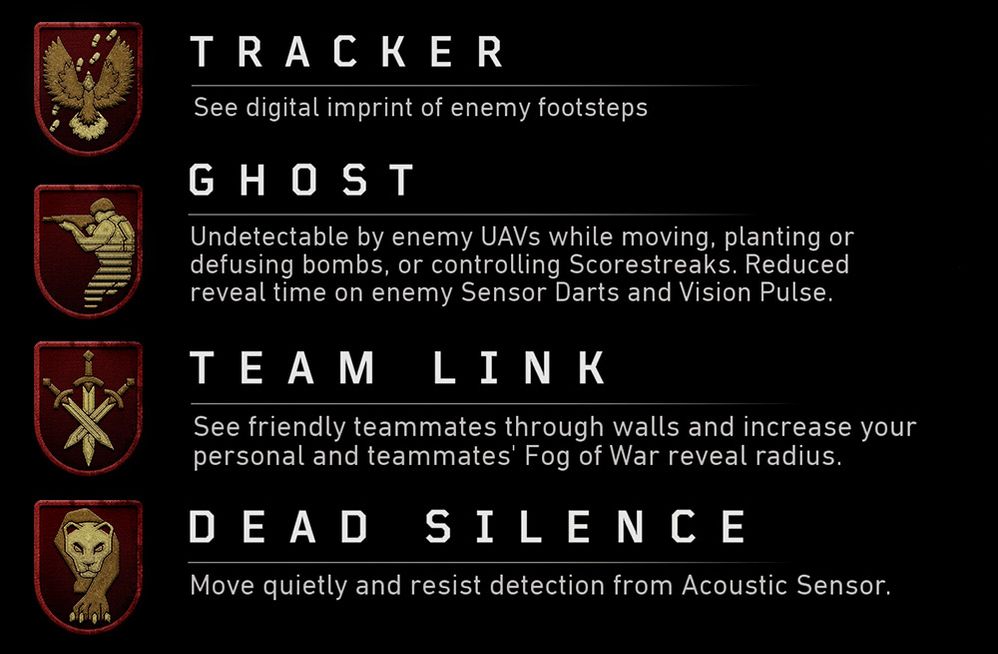 TRACKER
See digital imprint of enemy footsteps
GHOST
Undetectable by enemy UAVs while moving, planting or
defusing bombs, or controlling Scorestreaks. Reduced
reveal time on enemy Sensor Darts and Vision Pulse.
TEAM LINK
See friendly teammates through walls and increase your
personal and teammates' Fog of War reveal radius.
DEAD SILENCE
Move quietly and resist detection from Acoustic Sensor.